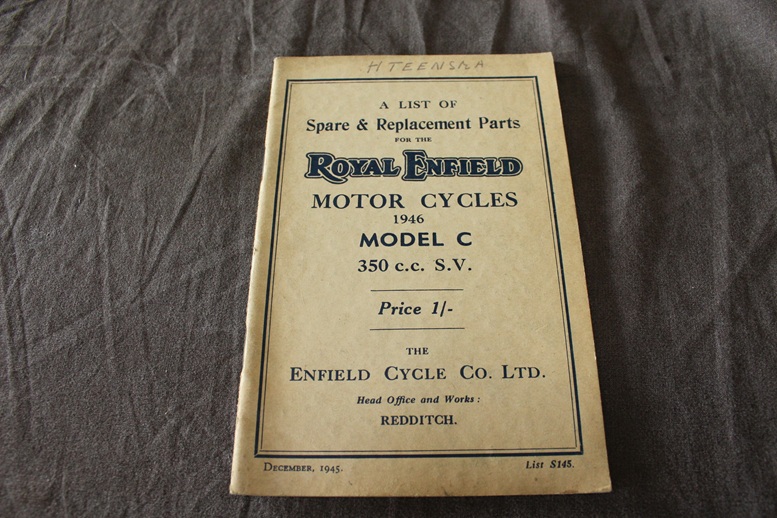 H TEENSMA
A LIST OF
Spare & Replacement Parts
FOR THE
ROYAL ENFIELD
MOTOR CYCLES
1946
MODEL C
350 c.c. S.V.
Price 1/-
THE
ENFIELD CYCLE CO. LTD.
Head Office and Works:
REDDITCH.
DECEMBER, 1945. List S145.